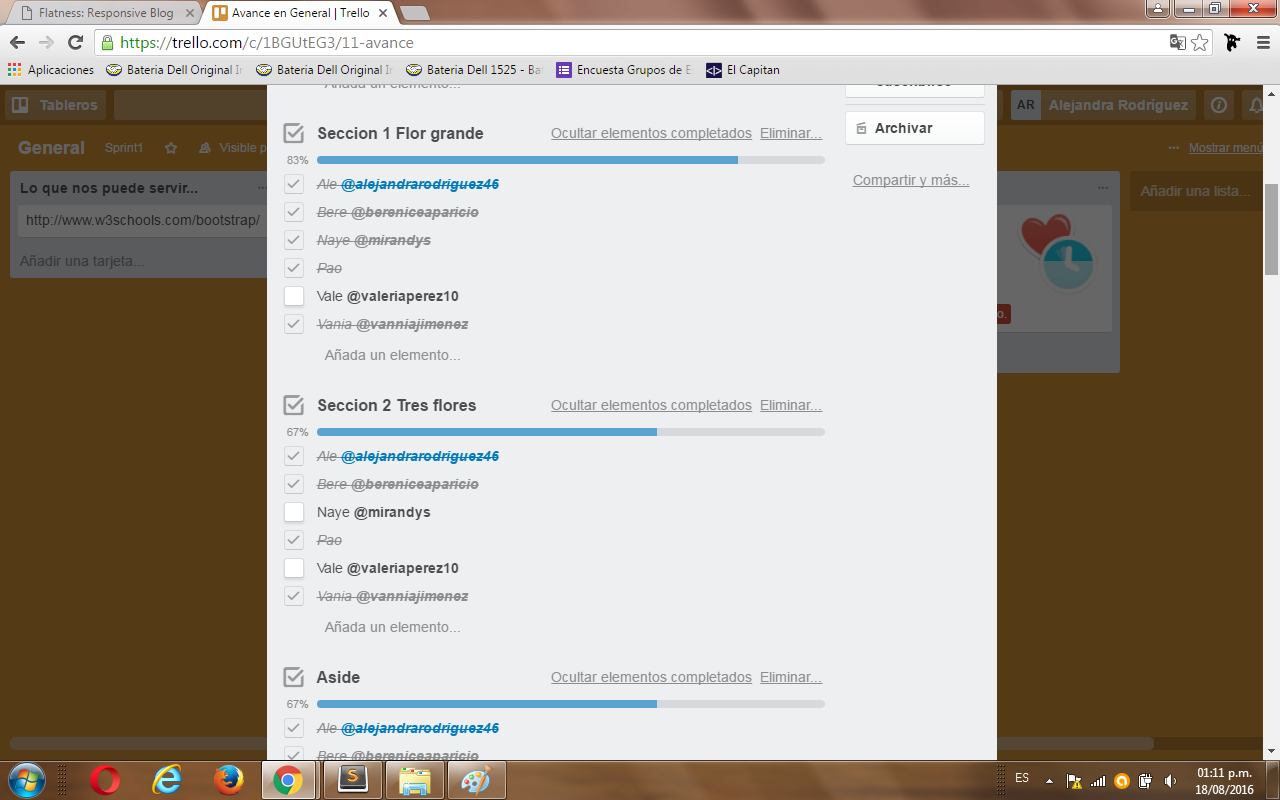 Flatness: Responsive Blog
Avance en General | Trello
https://trello.com/c/1BGUtEG3/11-avance
Aplicaciones
Bateria Dell Original In
Bateria Dell Original In
Bateria Dell 1525 - Bat
Encuesta Grupos de E
El Capitan
Tableros
AR
Alejandra Rodríguez
General
Sprint1
Visible p
Mostrar menú
Lo que nos puede servir...
http://www.w3schools.com/bootstrap/
Añadir una tarjeta...
Añada un elemento...
Seccion 1 Flor grande
Ocultar elementos completados
Eliminar...
83%
Ale @alejandrarodriguez46
Bere @bereniceaparicio
Naye @mirandys
Pao
Vale @valeriaperez10
Vania @vanniajimenez
Añada un elemento...
Seccion 2 Tres flores
Ocultar elementos completados
Eliminar...
67%
Ale @alejandrarodriguez46
Bere @bereniceaparicio
Naye @mirandys
Pao
Vale @valeriaperez10
Vania @vanniajimenez
Añada un elemento...
Aside
Ocultar elementos completados
Eliminar...
67%
Ale @alejandrarodriguez46
Bere @bereniceaparicio
Archivar
Compartir y más...
Añadir una lista...
o.
ES
01:11 p.m.
18/08/2016